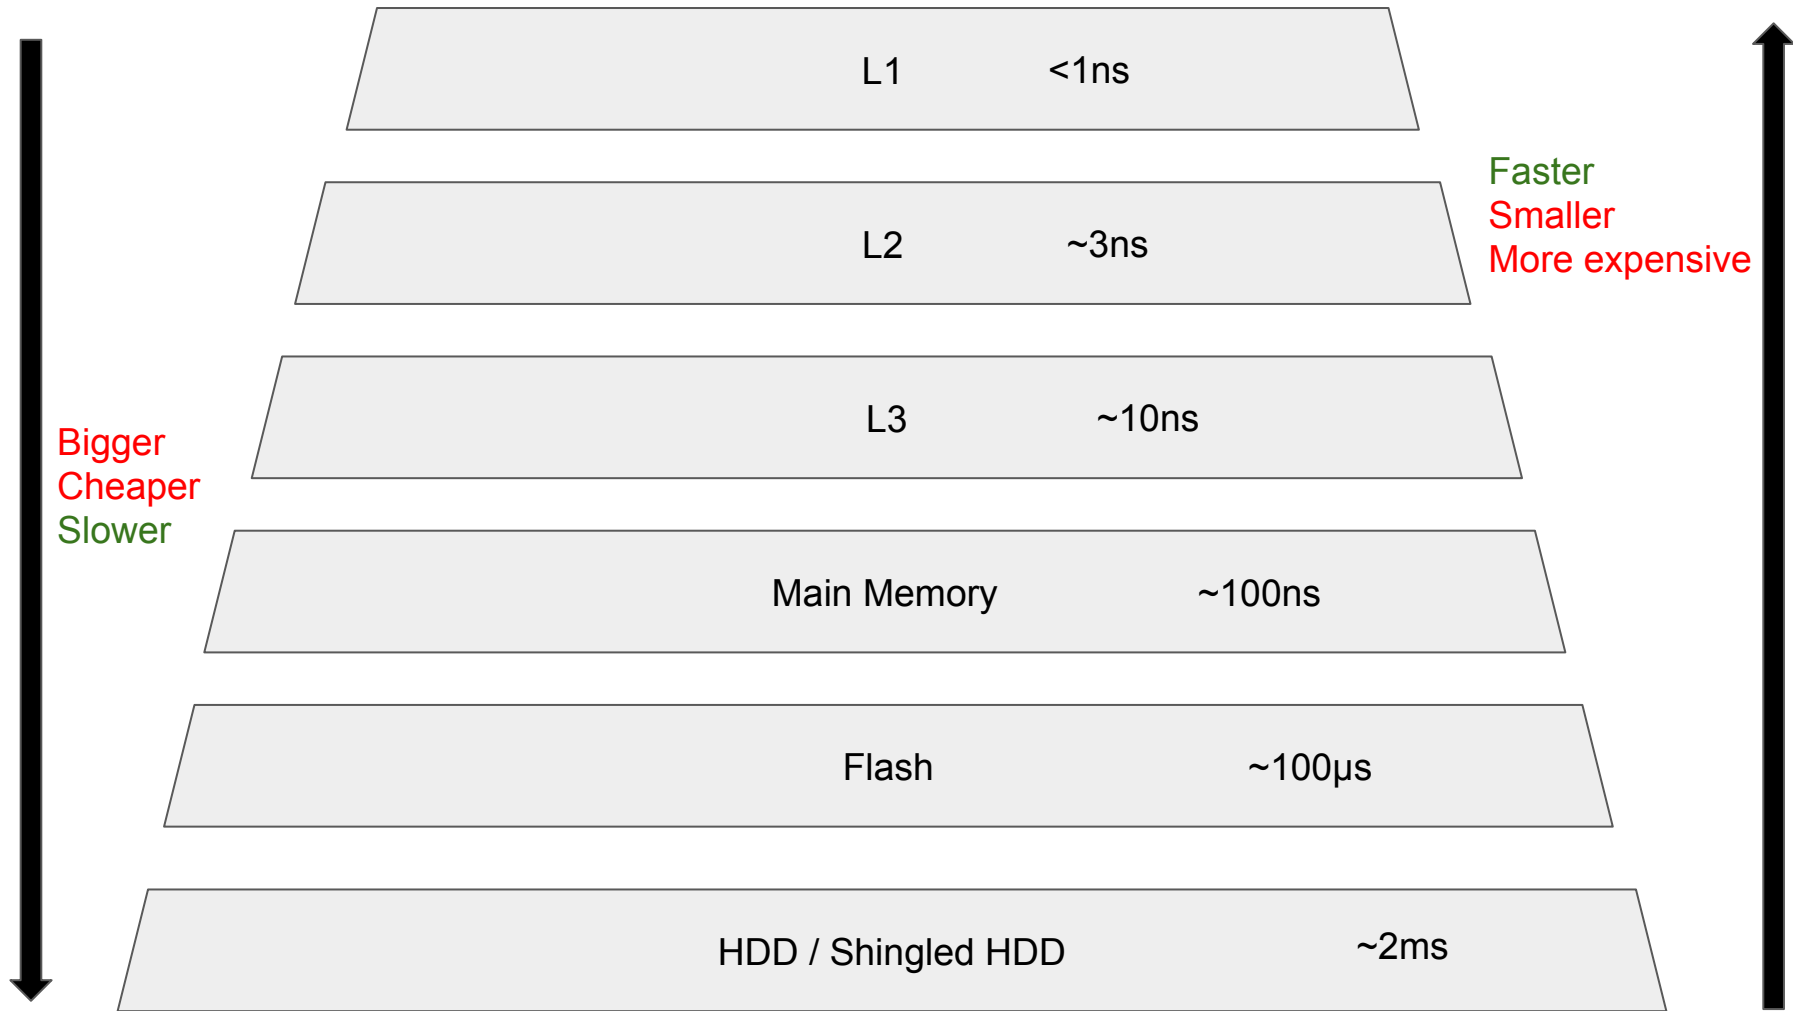 L1 <1ns
Faster
Smaller
More expensive
L2 ~3ns
L3 ~10ns
Bigger
Cheaper
Slower
Main Memory ~100ns
Flash ~100µs
HDD / Shingled HDD ~2ms